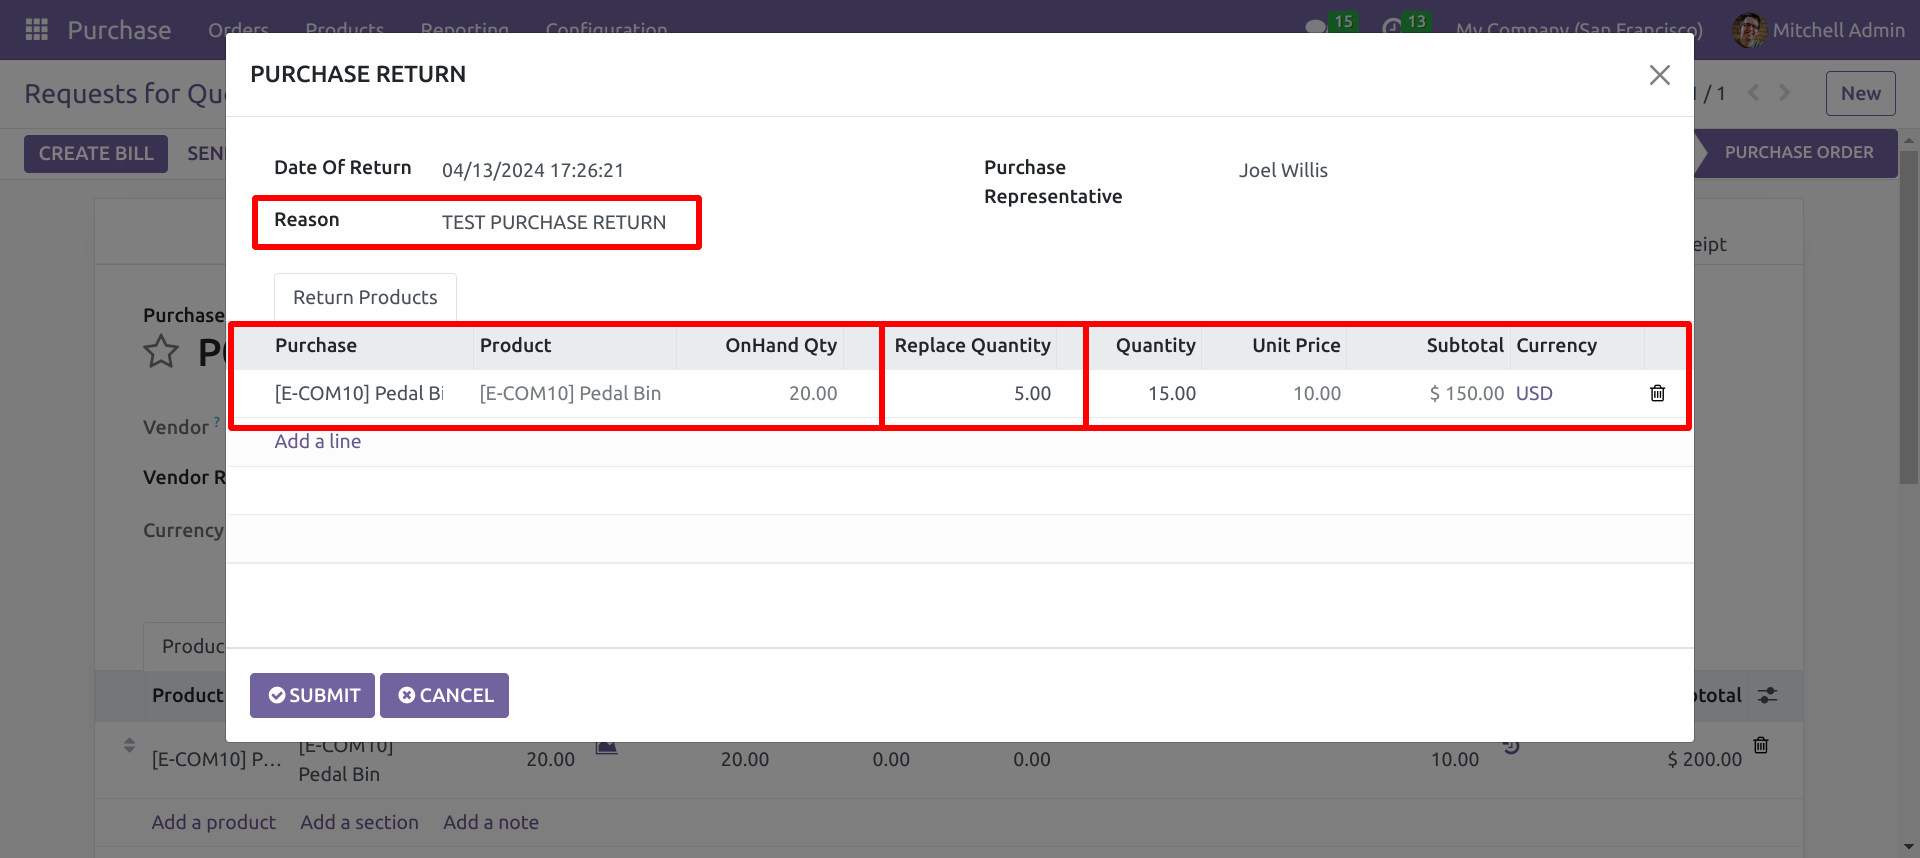 Purchase Orders Products Reporting Configuration 15 13 My Company (San Francisco) Mitchell Admin
PURCHASE RETURN
Requests for Qu / 1 New
CREATE BILL SEN PURCHASE ORDER
Date Of Return 04/13/2024 17:26:21 Purchase Representative Joel Willis
Reason TEST PURCHASE RETURN
eipt
Return Products
Purchase
Purchase Product OnHand Qty Replace Quantity Quantity Unit Price Subtotal Currency
[E-COM10] Pedal Bi [E-COM10] Pedal Bin 20.00 5.00 15.00 10.00 $ 150.00 USD
Vendor ?
Add a line
Vendor R
Currency
Produc
SUBMIT CANCEL
Product ototal
[E-COM10] P... [E-COM10] Pedal Bin 20.00 20.00 0.00 0.00 10.00 $ 200.00
Add a product Add a section Add a note